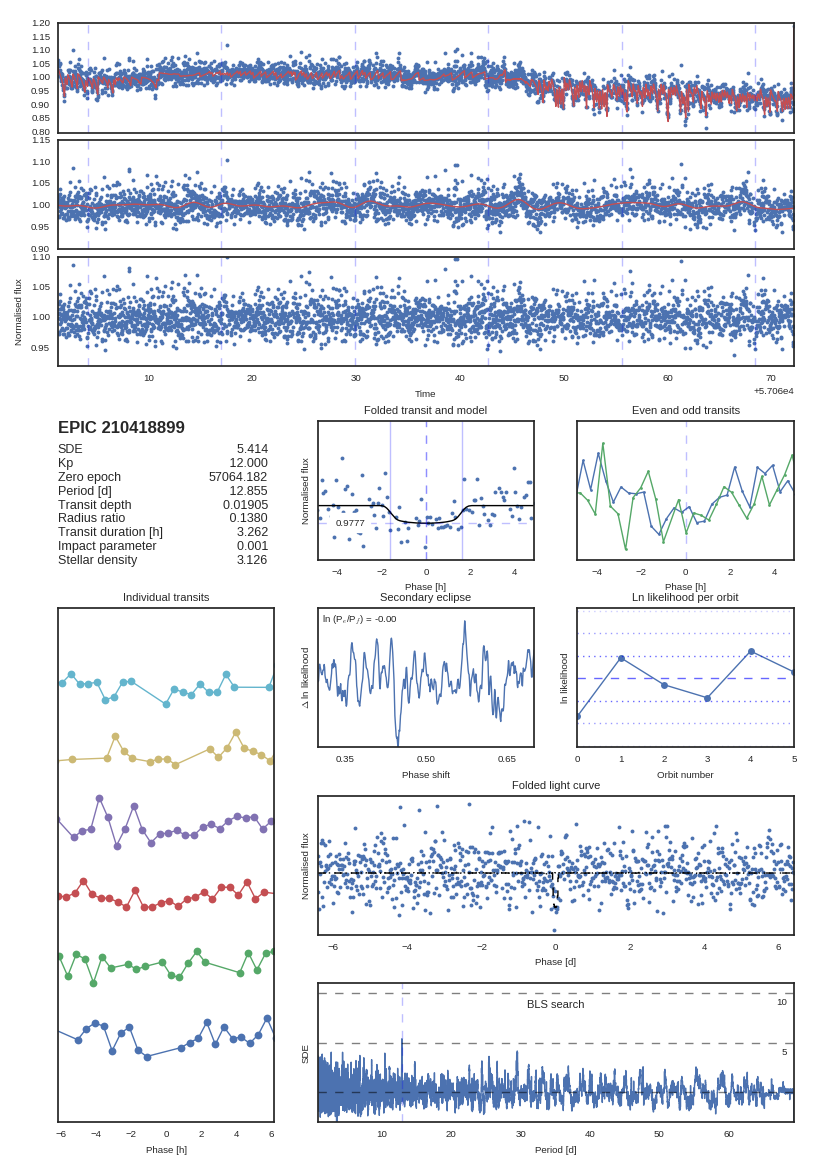 1.20
1.15
1.10
1.05
1.00
0.95
0.90
0.85
0.80
1.15
1.10
1.05
1.00
0.95
0.90
1.10
1.05
1.00
0.95
Normalised flux
10 20 30 40 50 60 70
Time
+5.706e4
EPIC 210418899
SDE 5.414
Kp 12.000
Zero epoch 57064.182
Period [d] 12.855
Transit depth 0.01905
Radius ratio 0.1380
Transit duration [h] 3.262
Impact parameter 0.001
Stellar density 3.126
Folded transit and model
Normalised flux
0.9777
−4 −2 0 2 4
Phase [h]
Even and odd transits
−4 −2 0 2 4
Phase [h]
Individual transits
−6 −4 −2 0 2 4 6
Phase [h]
Secondary eclipse
ln (Pₑ/P𝒻) = -0.00
Δ ln likelihood
0.35 0.50 0.65
Phase shift
Ln likelihood per orbit
ln likelihood
0 1 2 3 4 5
Orbit number
Folded light curve
Normalised flux
−6 −4 −2 0 2 4 6
Phase [d]
BLS search
10
5
SDE
10 20 30 40 50 60
Period [d]